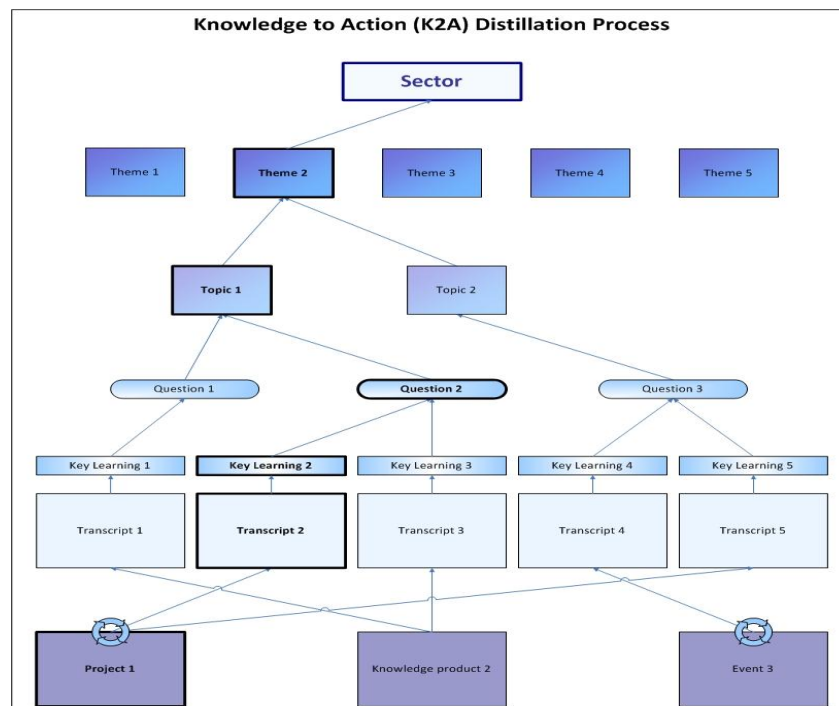 Knowledge to Action (K2A) Distillation Process
Sector
Theme 1
Theme 2
Theme 3
Theme 4
Theme 5
Topic 1
Topic 2
Question 1
Question 2
Question 3
Key Learning 1
Key Learning 2
Key Learning 3
Key Learning 4
Key Learning 5
Transcript 1
Transcript 2
Transcript 3
Transcript 4
Transcript 5
Project 1
Knowledge product 2
Event 3